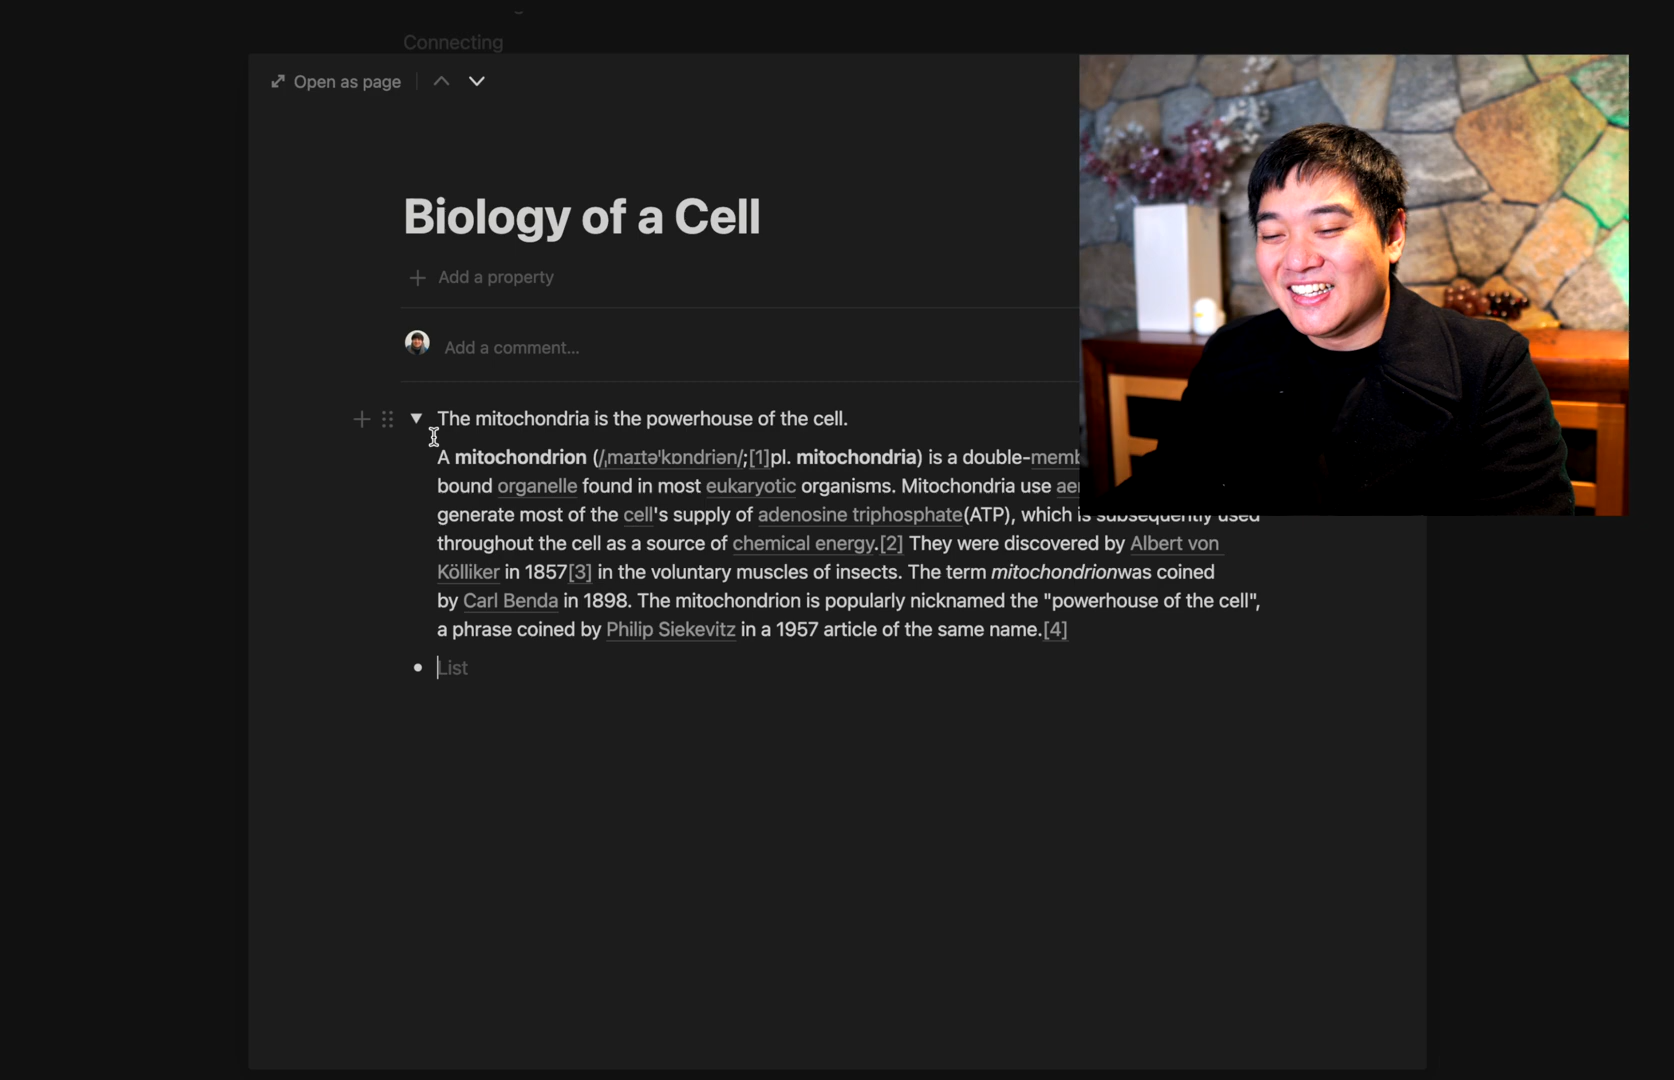 Connecting
Open as page
Biology of a Cell
Add a property
Add a comment...
The mitochondria is the powerhouse of the cell.
A mitochondrion (/ˌmaɪtəˈkɒndriən/;[1]pl. mitochondria) is a double-
bound organelle found in most eukaryotic organisms. Mitochondria use
generate most of the cell's supply of adenosine triphosphate(ATP), which is subsequently used
throughout the cell as a source of chemical energy.[2] They were discovered by Albert von
Kölliker in 1857[3] in the voluntary muscles of insects. The term mitochondrionwas coined
by Carl Benda in 1898. The mitochondrion is popularly nicknamed the "powerhouse of the cell",
a phrase coined by Philip Siekevitz in a 1957 article of the same name.[4]
List